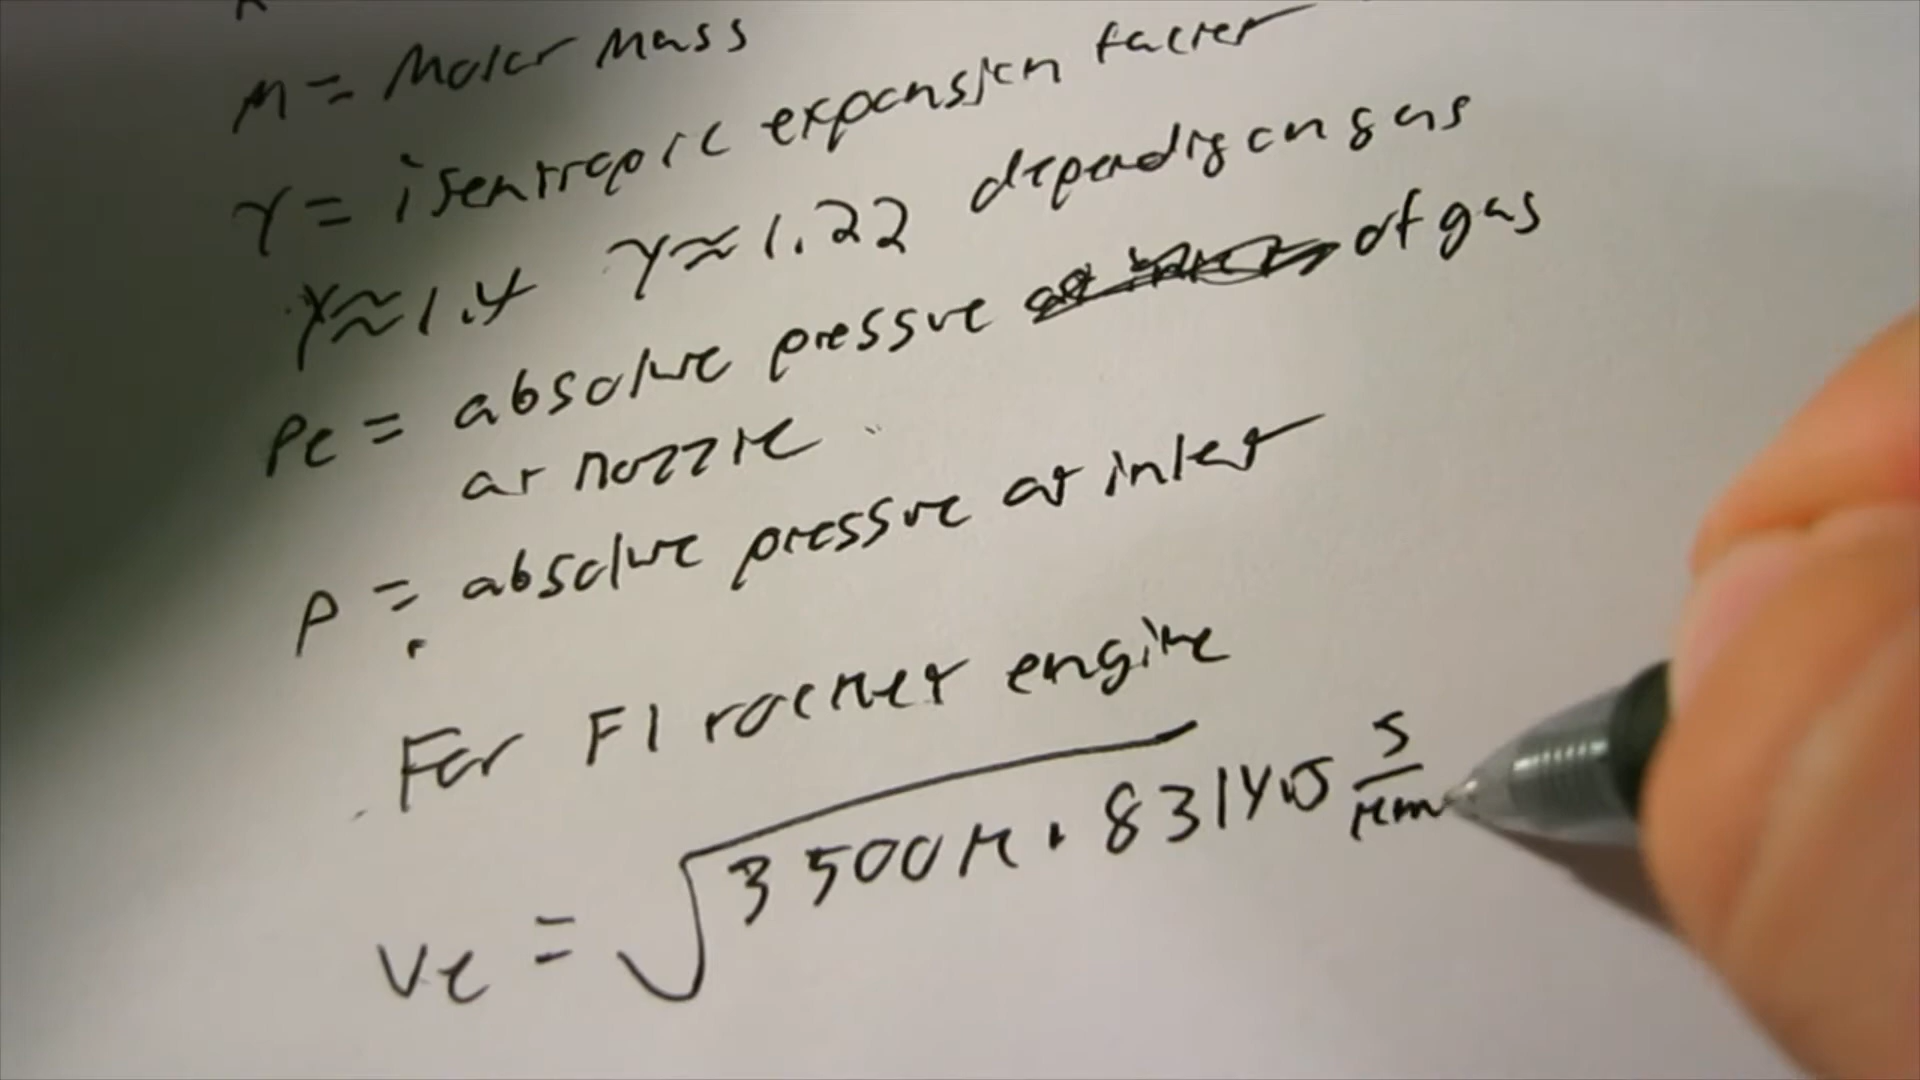 M = Molar Mass
γ = isentropic expansion factor
γ≈1.4 γ≈1.22 depending on gas
Pe = absolute pressure of gas
at nozzle
P = absolute pressure at inlet
For F1 rocket engine
Ve = √3500K · 8314.5 J/Km